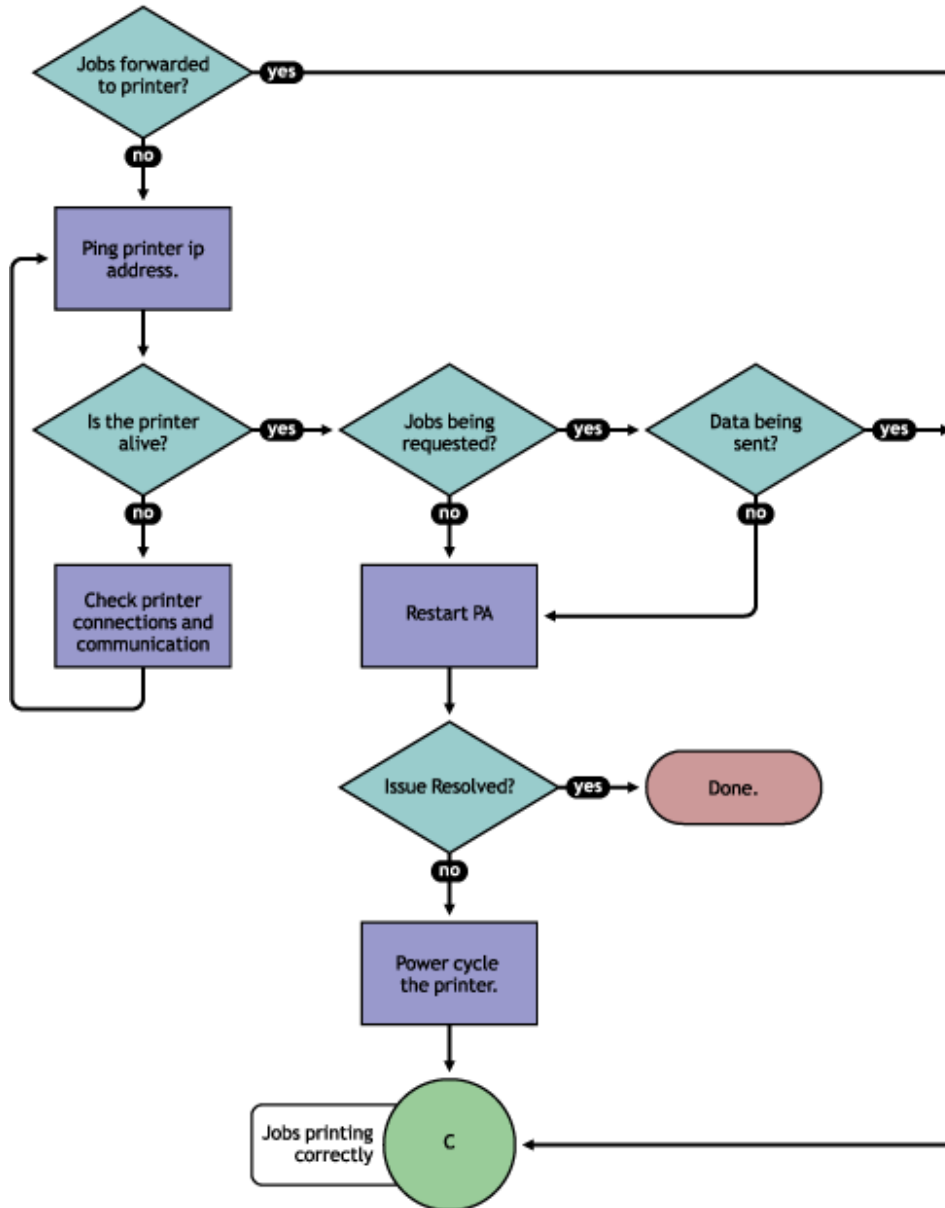 Jobs forwarded
to printer?
yes
no
Ping printer ip
address.
Is the printer
alive?
yes
Jobs being
requested?
yes
Data being
sent?
yes
no
no
no
Check printer
connections and
communication
Restart PA
Issue Resolved?
yes
Done.
no
Power cycle
the printer.
Jobs printing
correctly
C